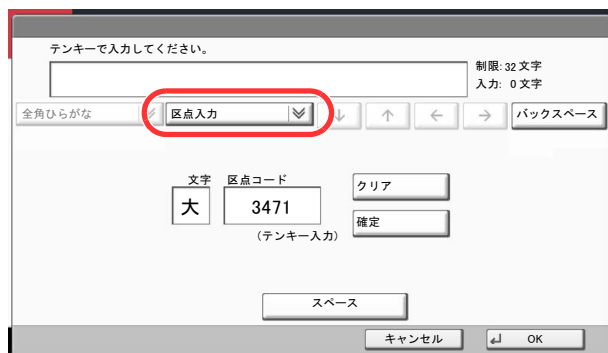 テンキーで入力してください。
制限: 32 文字
入力: 0 文字
全角ひらがな 区点入力 ↓ ↑ ← → バックスペース
文字 区点コード
大 3471 クリア
(テンキー入力) 確定
スペース
キャンセル OK